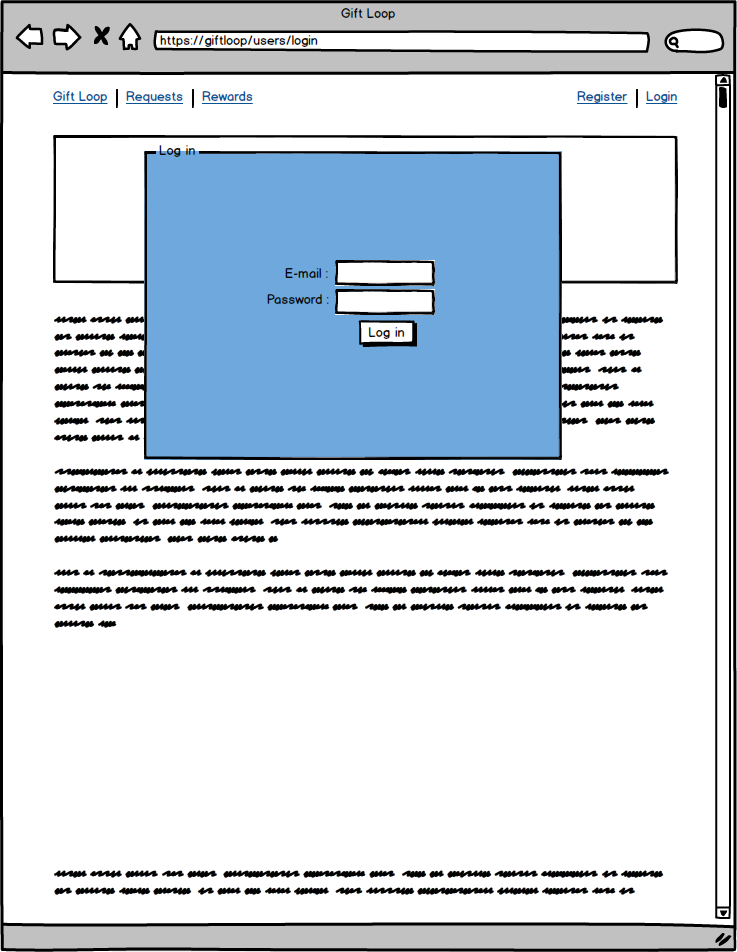 Gift Loop
https://giftloop/users/login
Gift Loop Requests Rewards Register Login
Log in
E-mail :
Password :
Log in